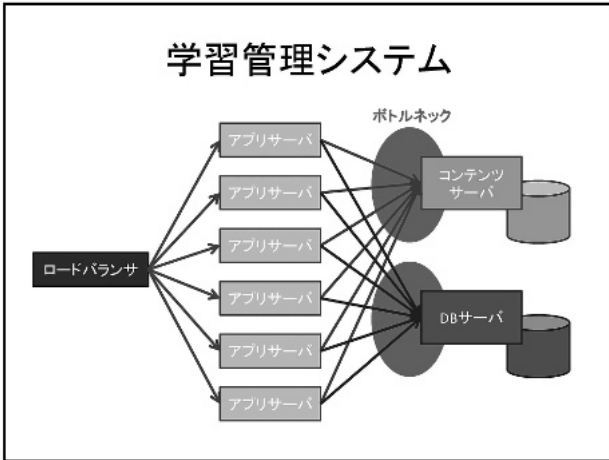 学習管理システム
ボトルネック
アプリサーバ
アプリサーバ
アプリサーバ
アプリサーバ
アプリサーバ
アプリサーバ
ロードバランサ
コンテンツ
サーバ
DBサーバ